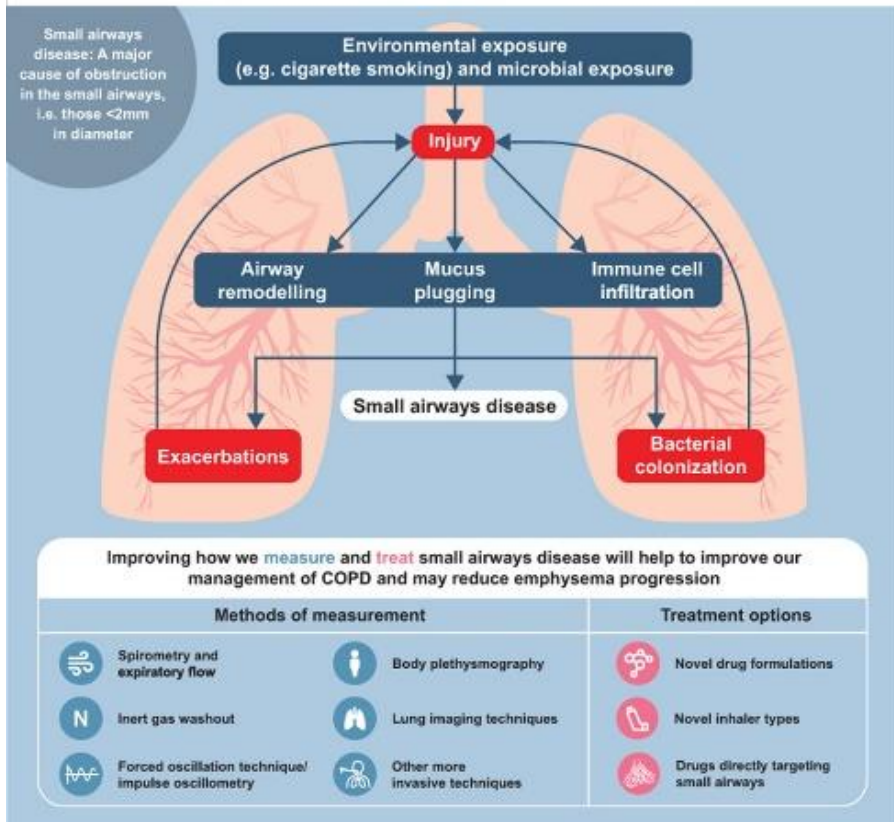 Small airways
disease: A major
cause of obstruction
in the small airways,
i.e. those <2mm
in diameter
Environmental exposure
(e.g. cigarette smoking) and microbial exposure
Injury
Airway
remodelling
Mucus
plugging
Immune cell
infiltration
Small airways disease
Exacerbations
Bacterial
colonization
Improving how we measure and treat small airways disease will help to improve our
management of COPD and may reduce emphysema progression
Methods of measurement
Spirometry and
expiratory flow
Body plethysmography
N
Inert gas washout
Lung imaging techniques
Forced oscillation technique/
impulse oscillometry
Other more
invasive techniques
Treatment options
Novel drug formulations
Novel inhaler types
Drugs directly targeting
small airways